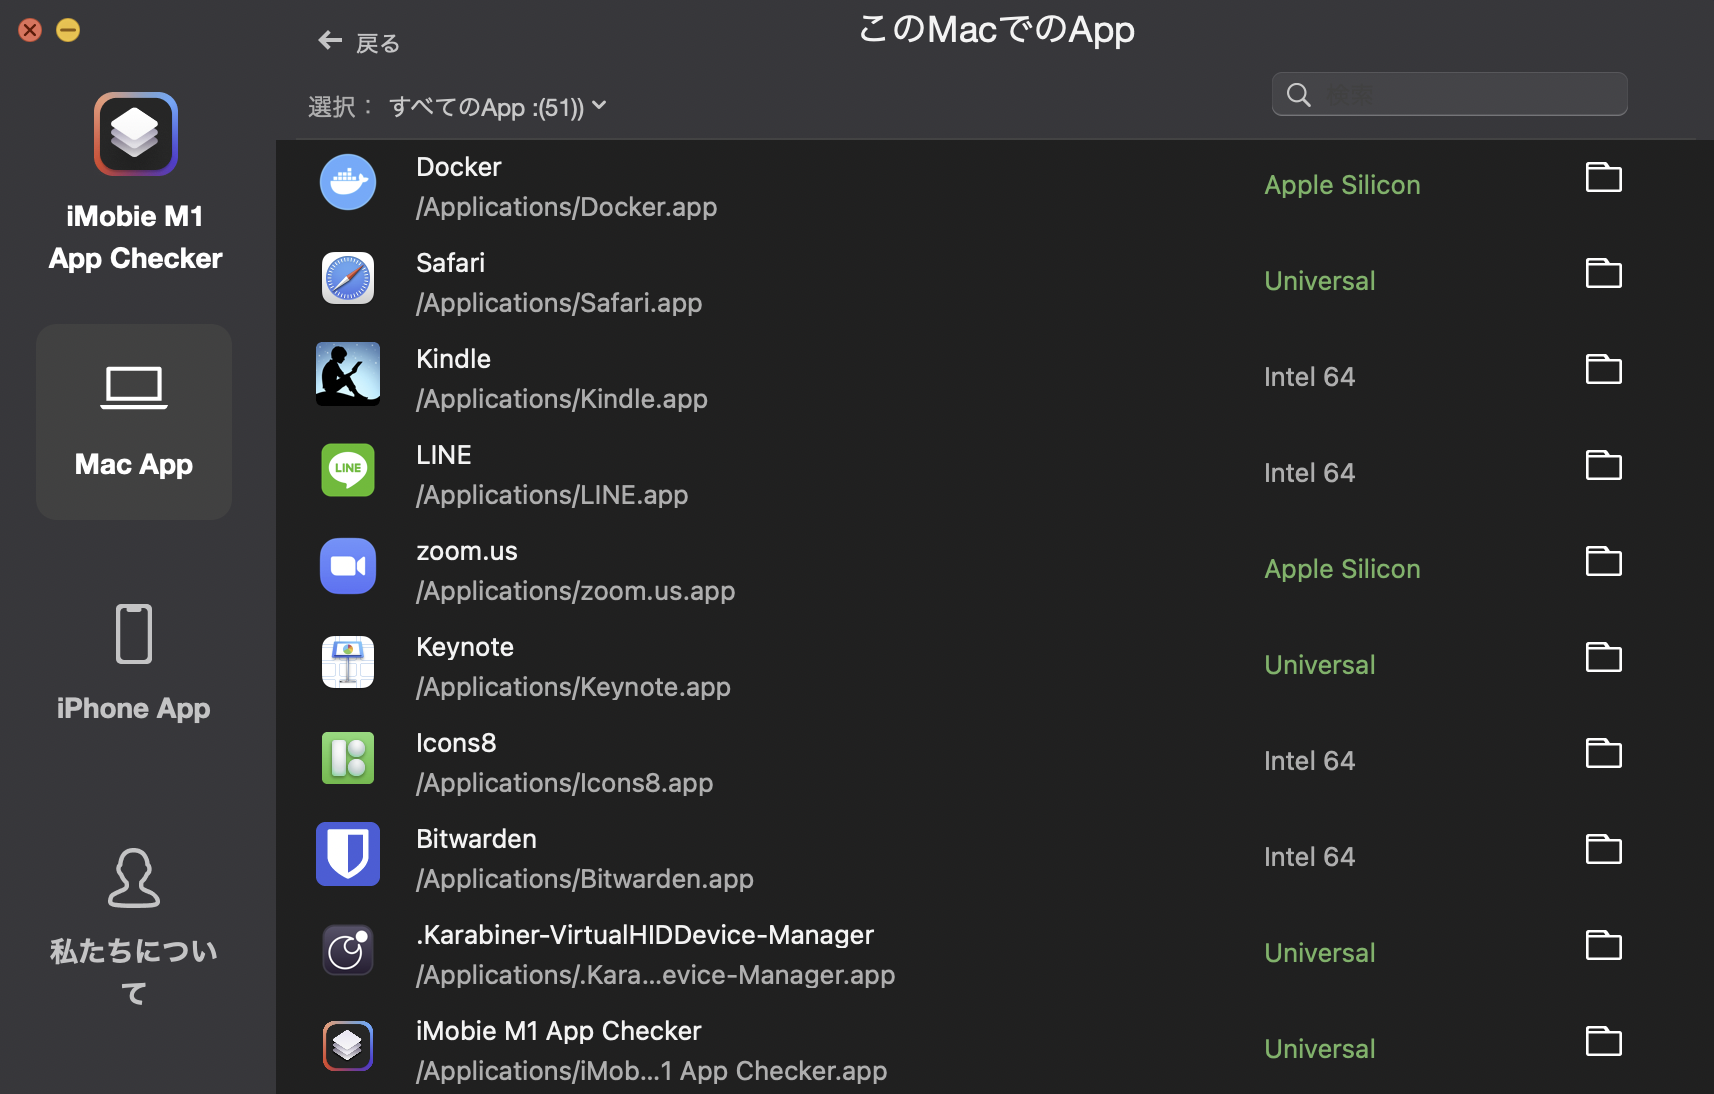 このMacでのApp
戻る
選択： すべてのApp :(51))
iMobie M1
App Checker
Mac App
iPhone App
私たちについ
て
Docker
/Applications/Docker.app
Apple Silicon
Safari
/Applications/Safari.app
Universal
Kindle
/Applications/Kindle.app
Intel 64
LINE
LINE
/Applications/LINE.app
Intel 64
zoom.us
/Applications/zoom.us.app
Apple Silicon
Keynote
/Applications/Keynote.app
Universal
Icons8
/Applications/Icons8.app
Intel 64
Bitwarden
/Applications/Bitwarden.app
Intel 64
.Karabiner-VirtualHIDDevice-Manager
/Applications/.Kara...evice-Manager.app
Universal
iMobie M1 App Checker
/Applications/iMob...1 App Checker.app
Universal